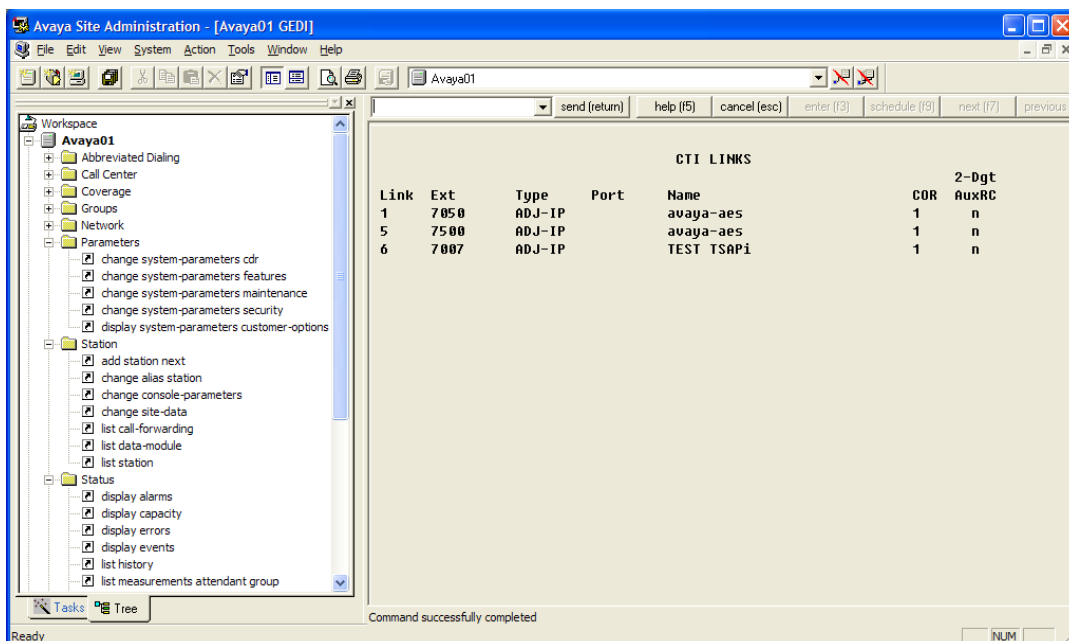 Avaya Site Administration - [Avaya01 GEDI]
File Edit View System Action Tools Window Help
Avaya01
send (return) help (f5) cancel (esc) enter (f3) schedule (f9) next (f7) previous
Workspace
Avaya01
Abbreviated Dialing
Call Center
Coverage
Groups
Network
Parameters
change system-parameters cdr
change system-parameters features
change system-parameters maintenance
change system-parameters security
display system-parameters customer-options
Station
add station next
change alias station
change console-parameters
change site-data
list call-forwarding
list data-module
list station
Status
display alarms
display capacity
display errors
display events
list history
list measurements attendant group
Tasks Tree
CTI LINKS
2-Dgt
Link Ext Type Port Name COR AuxRC
1 7050 ADJ-IP avaya-aes 1 n
5 7500 ADJ-IP avaya-aes 1 n
6 7007 ADJ-IP TEST TSAPi 1 n
Command successfully completed
Ready NUM